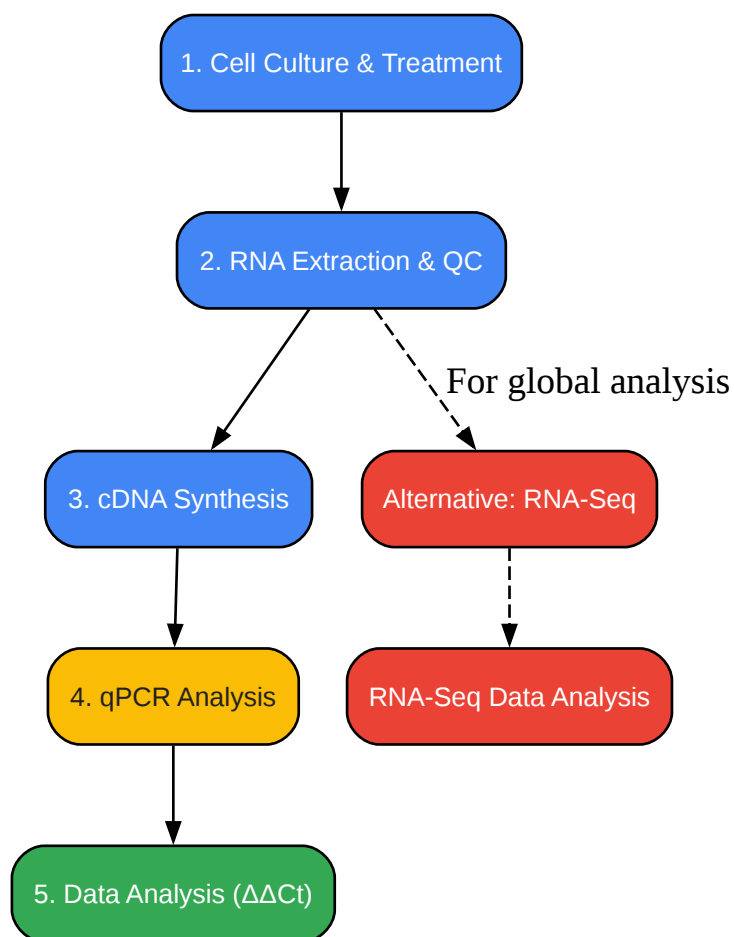 1. Cell Culture & Treatment
2. RNA Extraction & QC
For global analysis
3. cDNA Synthesis
Alternative: RNA-Seq
4. qPCR Analysis
RNA-Seq Data Analysis
5. Data Analysis (ΔΔCt)